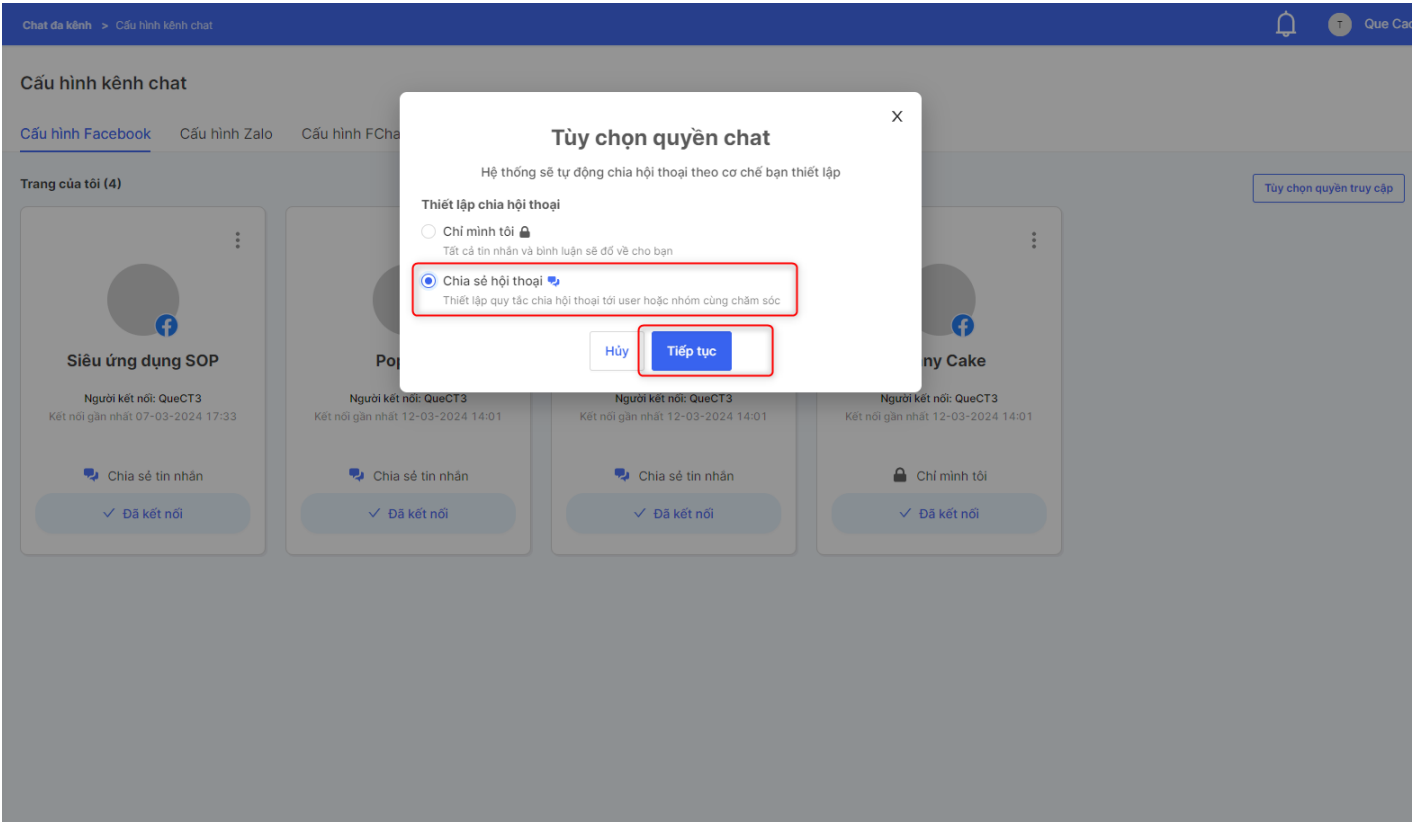 Chat đa kênh > Cấu hình kênh chat
Que Cao
Cấu hình kênh chat
Cấu hình Facebook Cấu hình Zalo Cấu hình FCha
Trang của tôi (4)
Tùy chọn quyền truy cập
X
Tùy chọn quyền chat
Hệ thống sẽ tự động chia hội thoại theo cơ chế bạn thiết lập
Thiết lập chia hội thoại
Chỉ mình tôi
Tất cả tin nhắn và bình luận sẽ đổ về cho bạn
Chia sẻ hội thoại
Thiết lập quy tắc chia hội thoại tới user hoặc nhóm cùng chăm sóc
Hủy Tiếp tục
Siêu ứng dụng SOP
Người kết nối: QueCT3
Kết nối gần nhất 07-03-2024 17:33
Chia sẻ tin nhắn
Đã kết nối
Pop
Người kết nối: QueCT3
Kết nối gần nhất 12-03-2024 14:01
Chia sẻ tin nhắn
Đã kết nối
Người kết nối: QueCT3
Kết nối gần nhất 12-03-2024 14:01
Chia sẻ tin nhắn
Đã kết nối
ny Cake
Người kết nối: QueCT3
Kết nối gần nhất 12-03-2024 14:01
Chỉ mình tôi
Đã kết nối